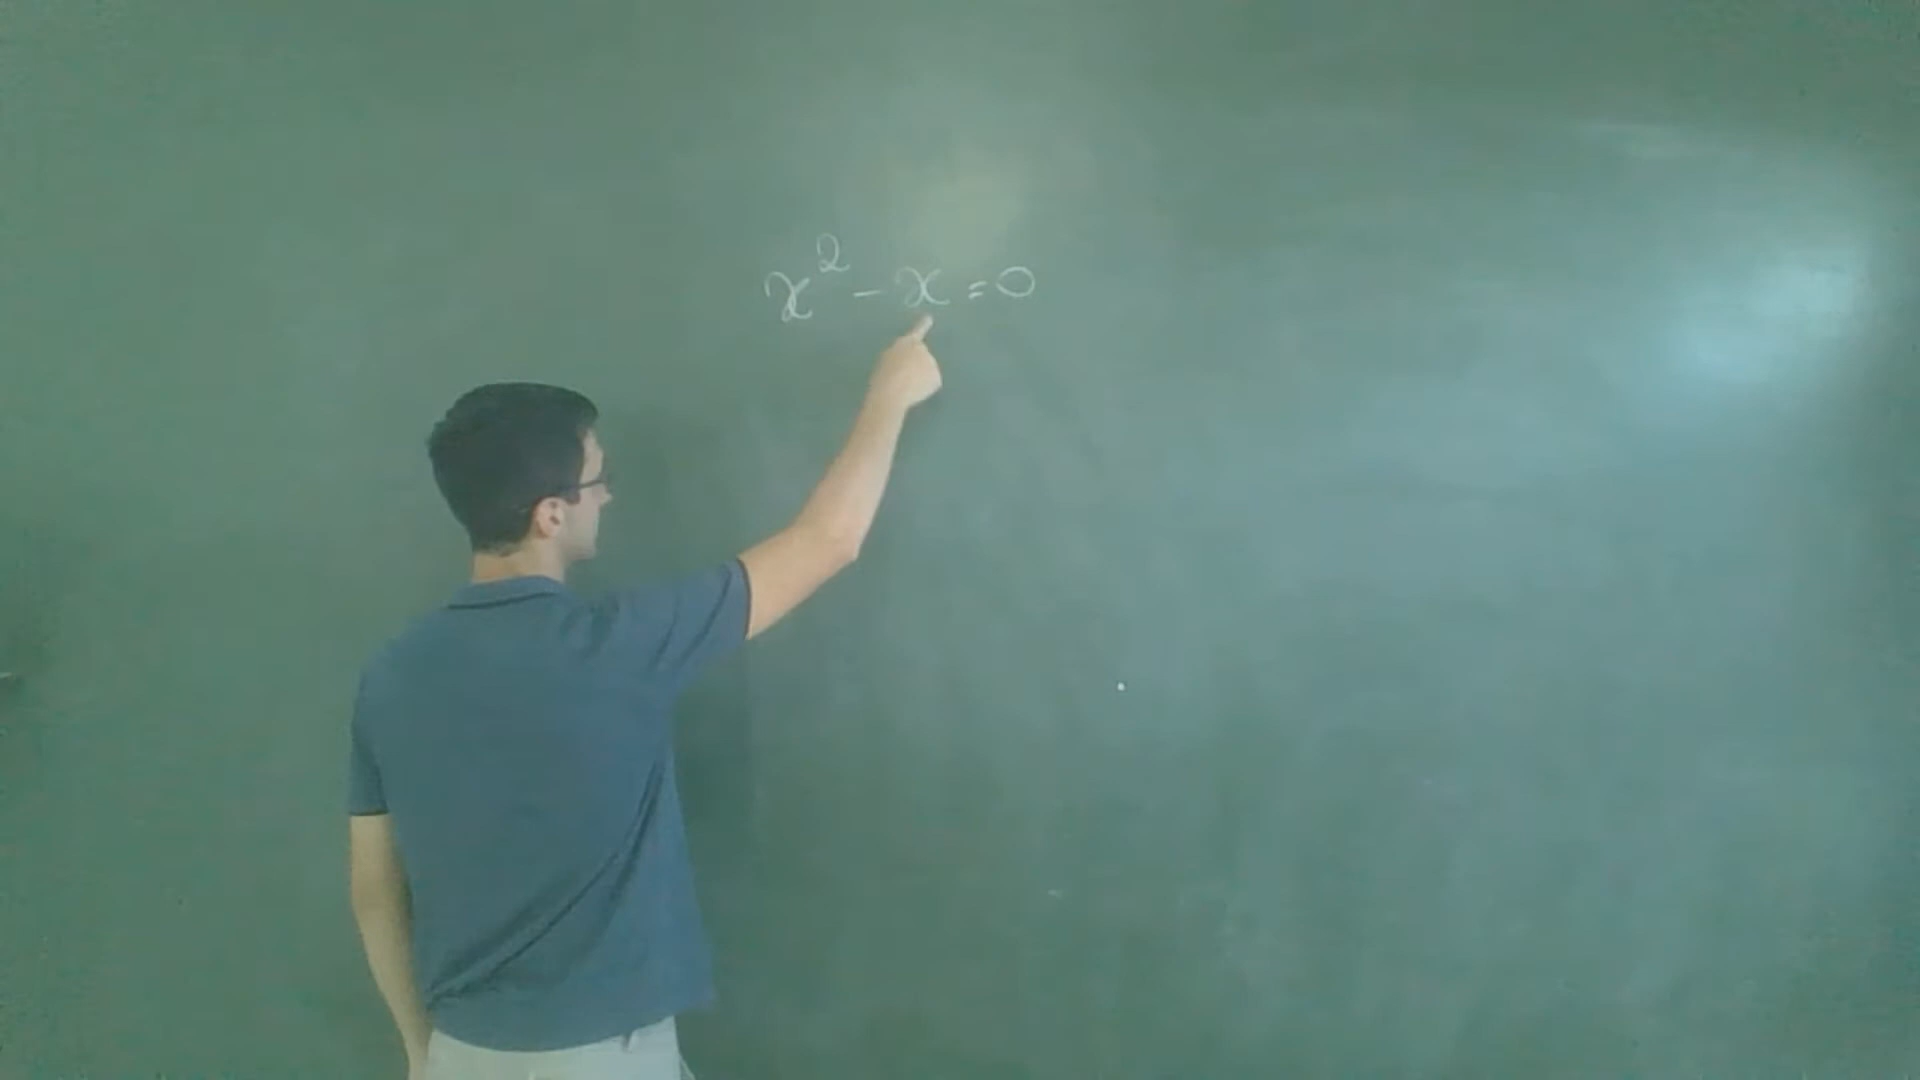 x² - x = 0